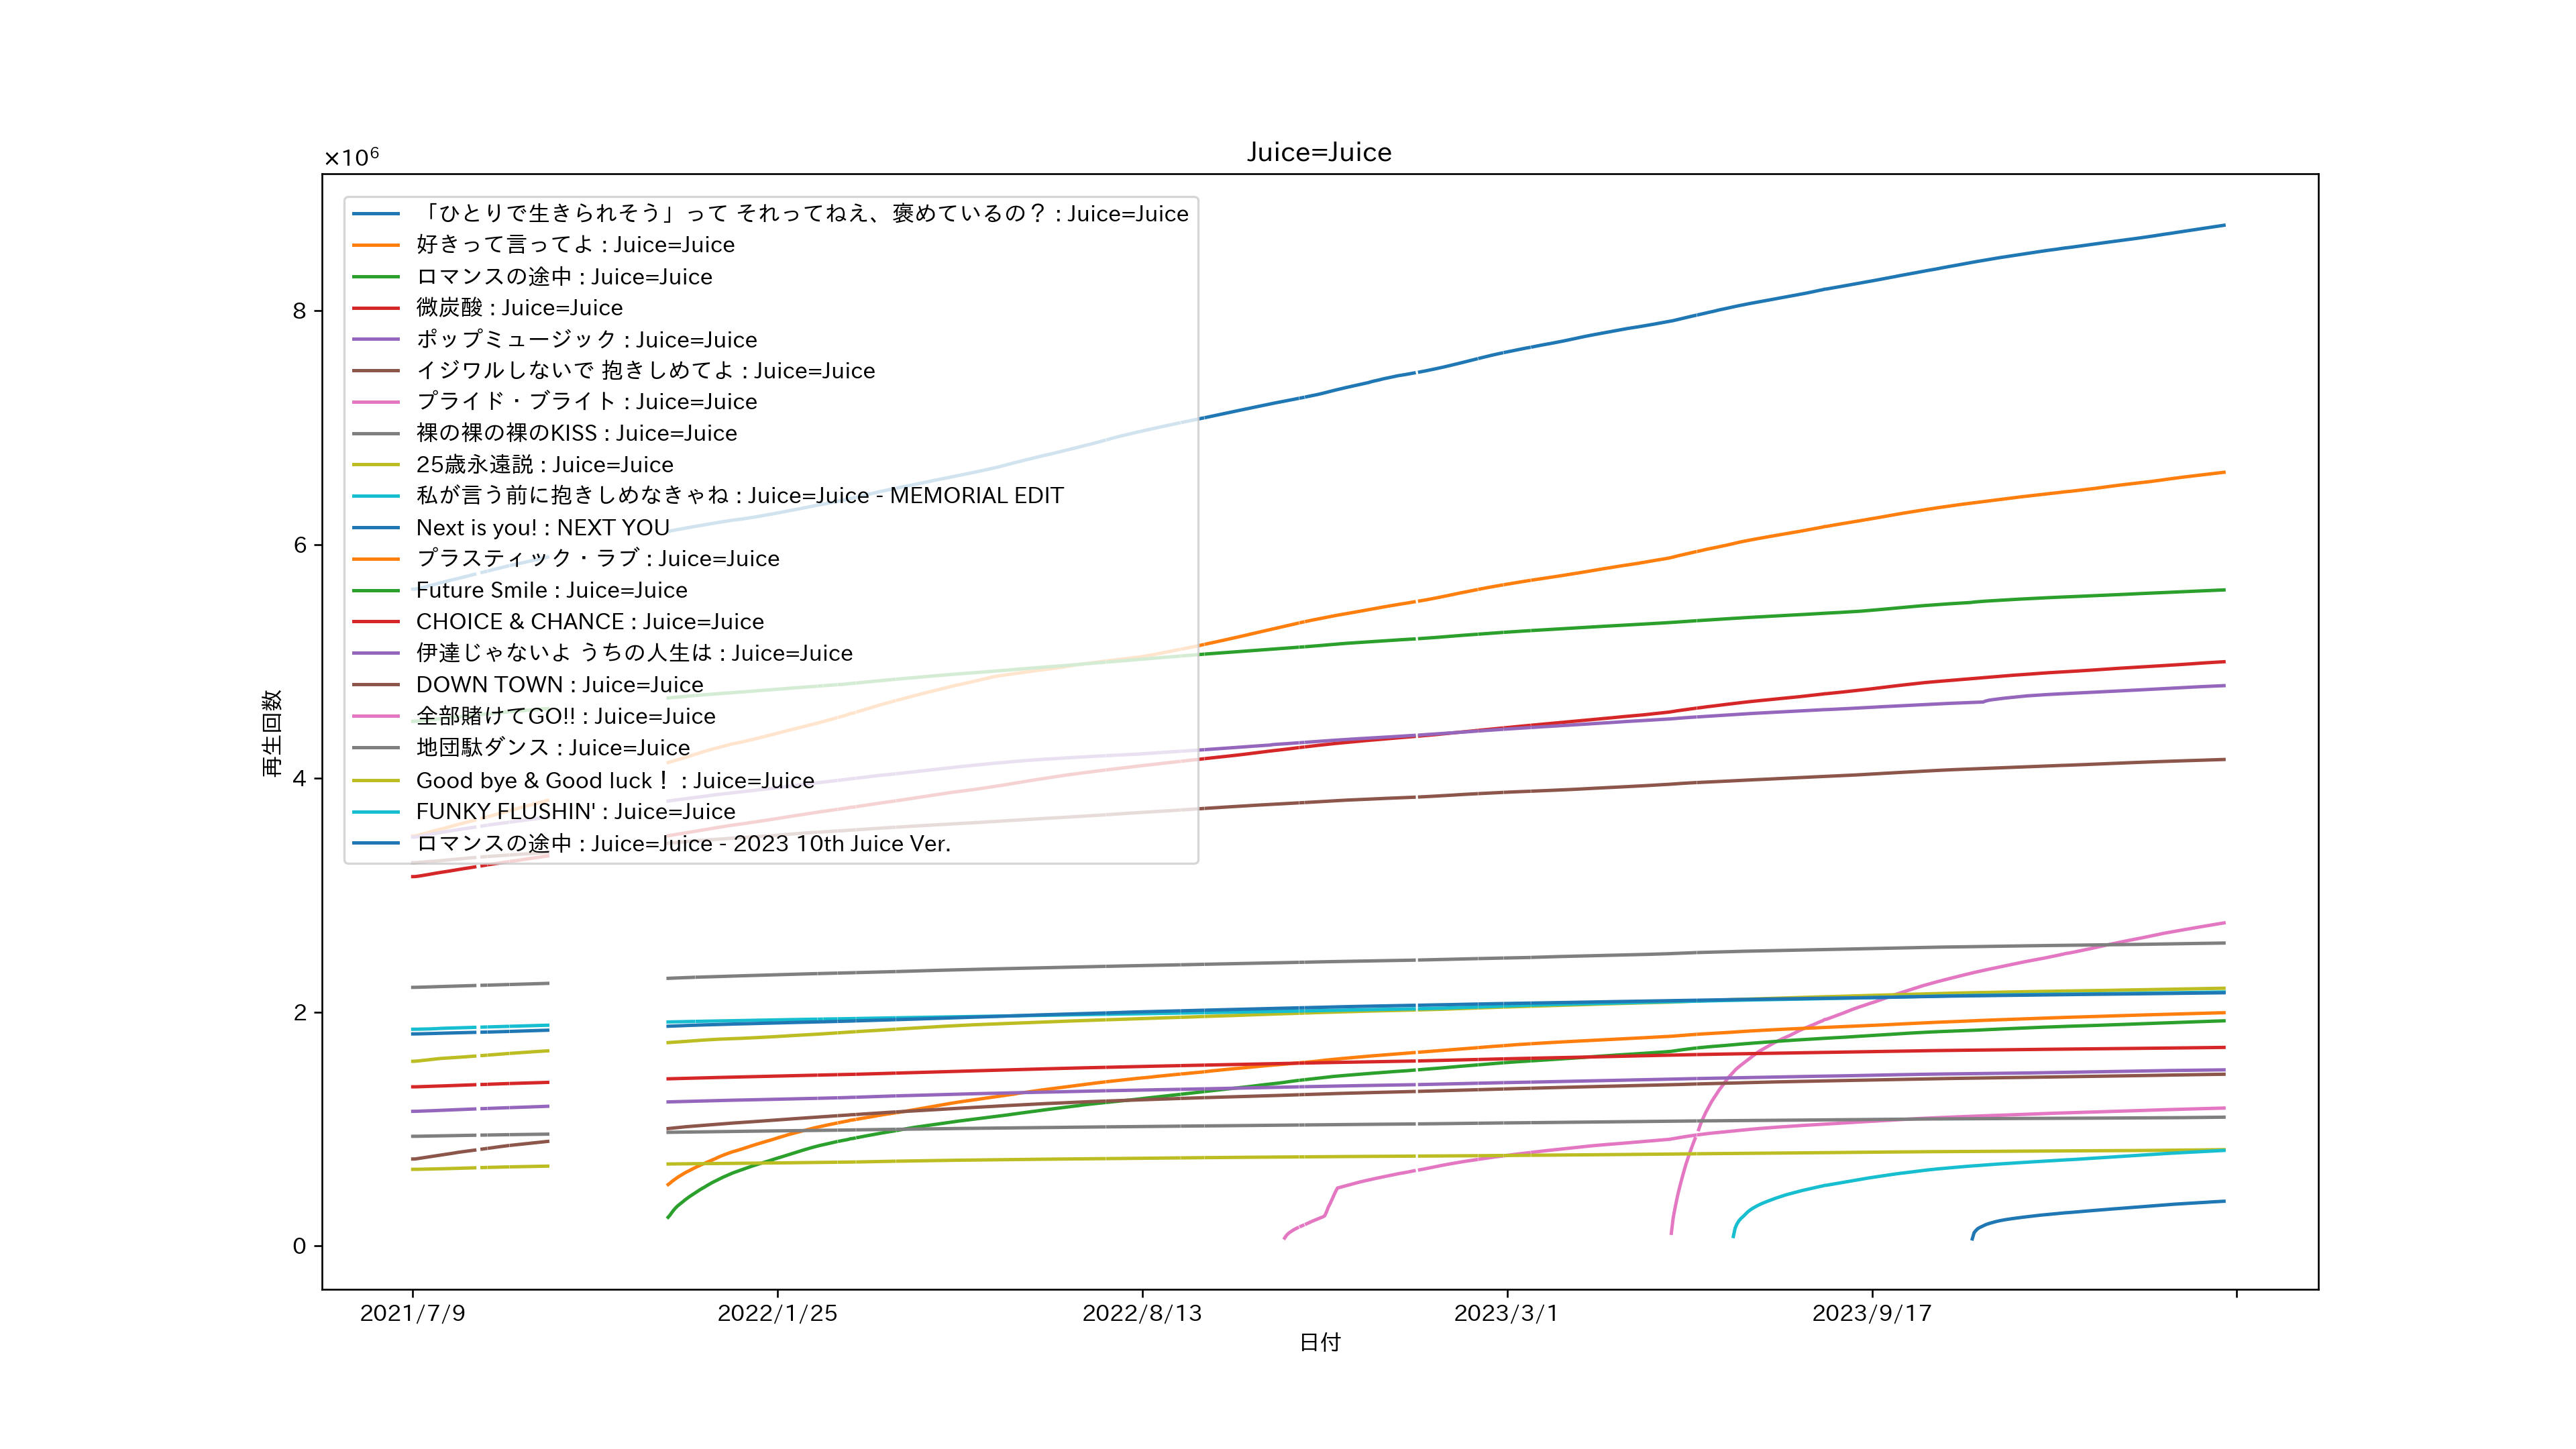 Juice=Juice
×10⁶
「ひとりで生きられそう」って それってねえ、褒めているの？ : Juice=Juice
好きって言ってよ : Juice=Juice
ロマンスの途中 : Juice=Juice
微炭酸 : Juice=Juice
ポップミュージック : Juice=Juice
イジワルしないで 抱きしめてよ : Juice=Juice
プライド・ブライト : Juice=Juice
裸の裸の裸のKISS : Juice=Juice
25歳永遠説 : Juice=Juice
私が言う前に抱きしめなきゃね : Juice=Juice - MEMORIAL EDIT
Next is you! : NEXT YOU
プラスティック・ラブ : Juice=Juice
Future Smile : Juice=Juice
CHOICE & CHANCE : Juice=Juice
伊達じゃないよ うちの人生は : Juice=Juice
DOWN TOWN : Juice=Juice
全部賭けてGO!! : Juice=Juice
地団駄ダンス : Juice=Juice
Good bye & Good luck！ : Juice=Juice
FUNKY FLUSHIN' : Juice=Juice
ロマンスの途中 : Juice=Juice - 2023 10th Juice Ver.
8
6
4
2
0
再生回数
2021/7/9
2022/1/25
2022/8/13
2023/3/1
2023/9/17
日付